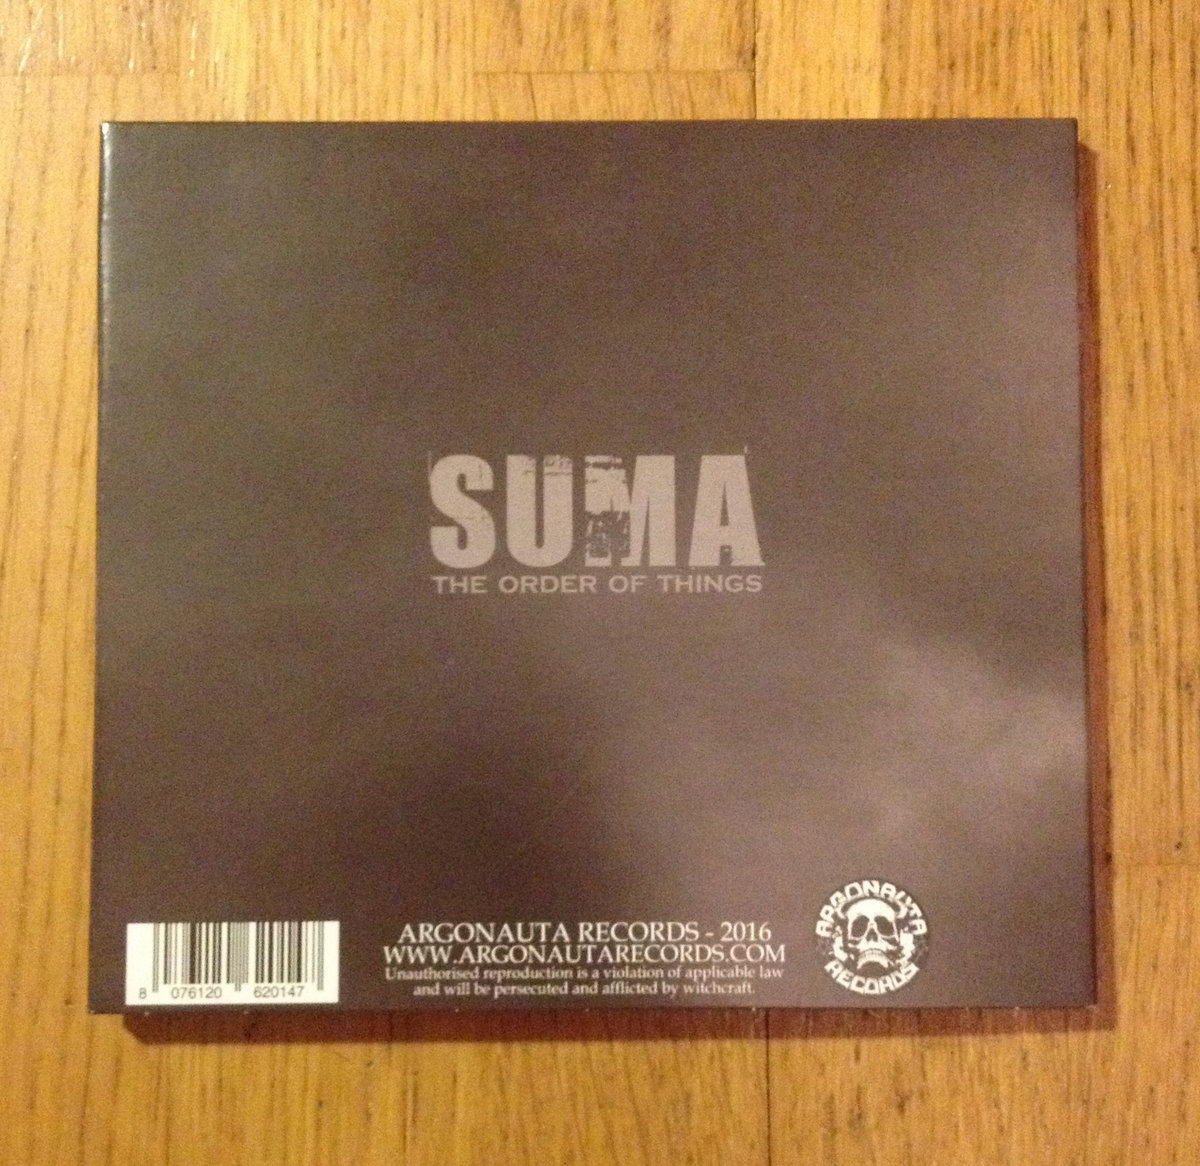 SUMA
THE ORDER OF THINGS
8 076120 620147
ARGONAUTA RECORDS - 2016
WWW.ARGONAUTARECORDS.COM
Unauthorised reproduction is a violation of applicable law
and will be persecuted and afflicted by witchcraft.
ARGONAUTA
RECORDS